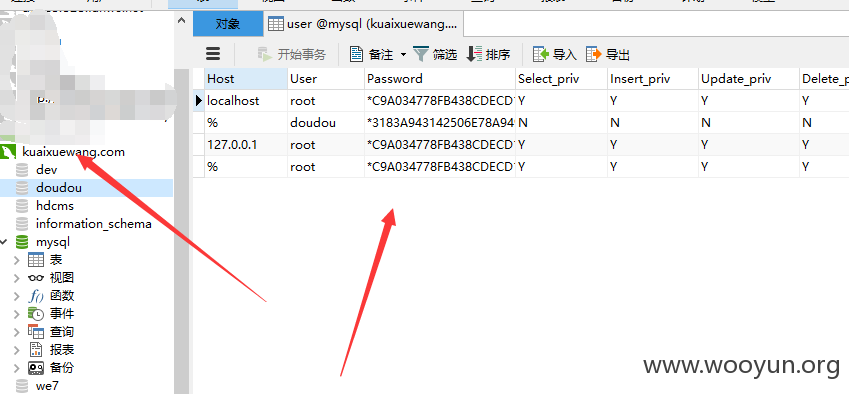 对象
user @mysql (kuaixuewang....
开始事务
备注
筛选
排序
导入
导出
Host User Password Select_priv Insert_priv Update_priv Delete_p
localhost root *C9A034778FB438CDECD Y Y Y Y
% doudou *3183A943142506E78A94 N N N N
127.0.0.1 root *C9A034778FB438CDECD Y Y Y Y
% root *C9A034778FB438CDECD Y Y Y Y
kuaixuewang.com
dev
doudou
hdcms
information_schema
mysql
表
视图
函数
事件
查询
报表
备份
we7
www.wooyun.org